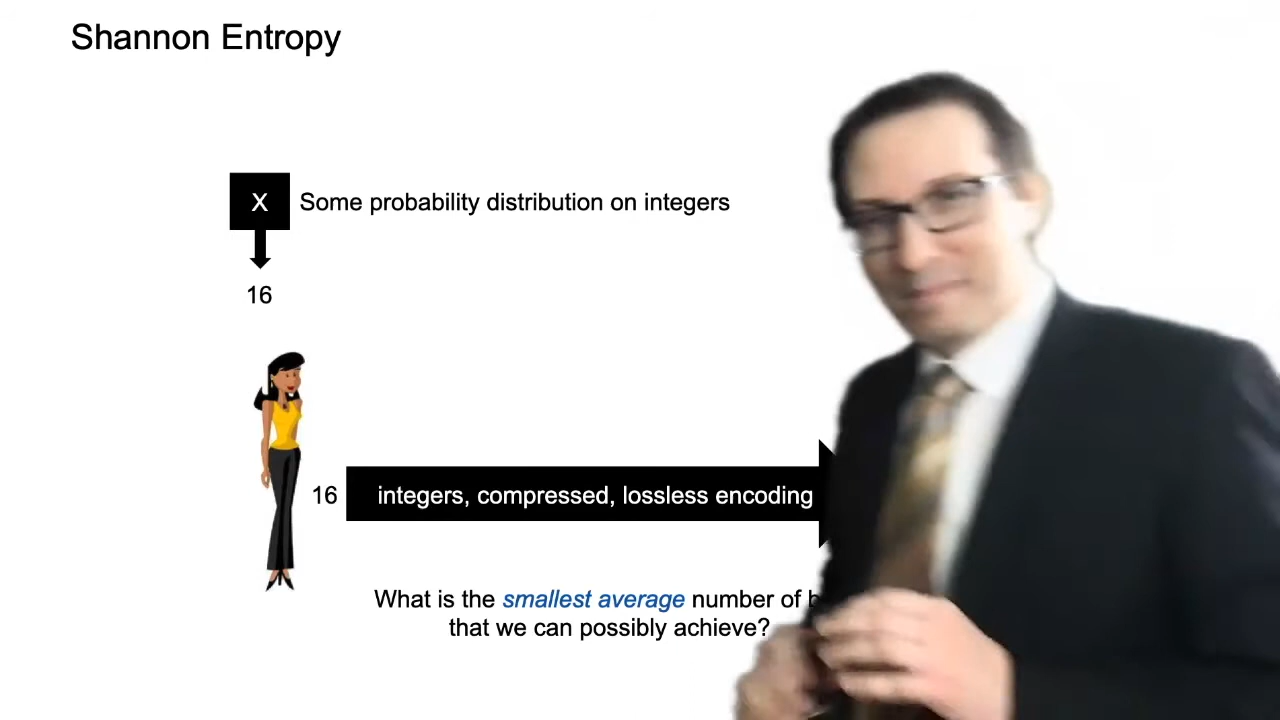 Shannon Entropy
X Some probability distribution on integers
16
16 integers, compressed, lossless encoding
What is the smallest average number of
that we can possibly achieve?